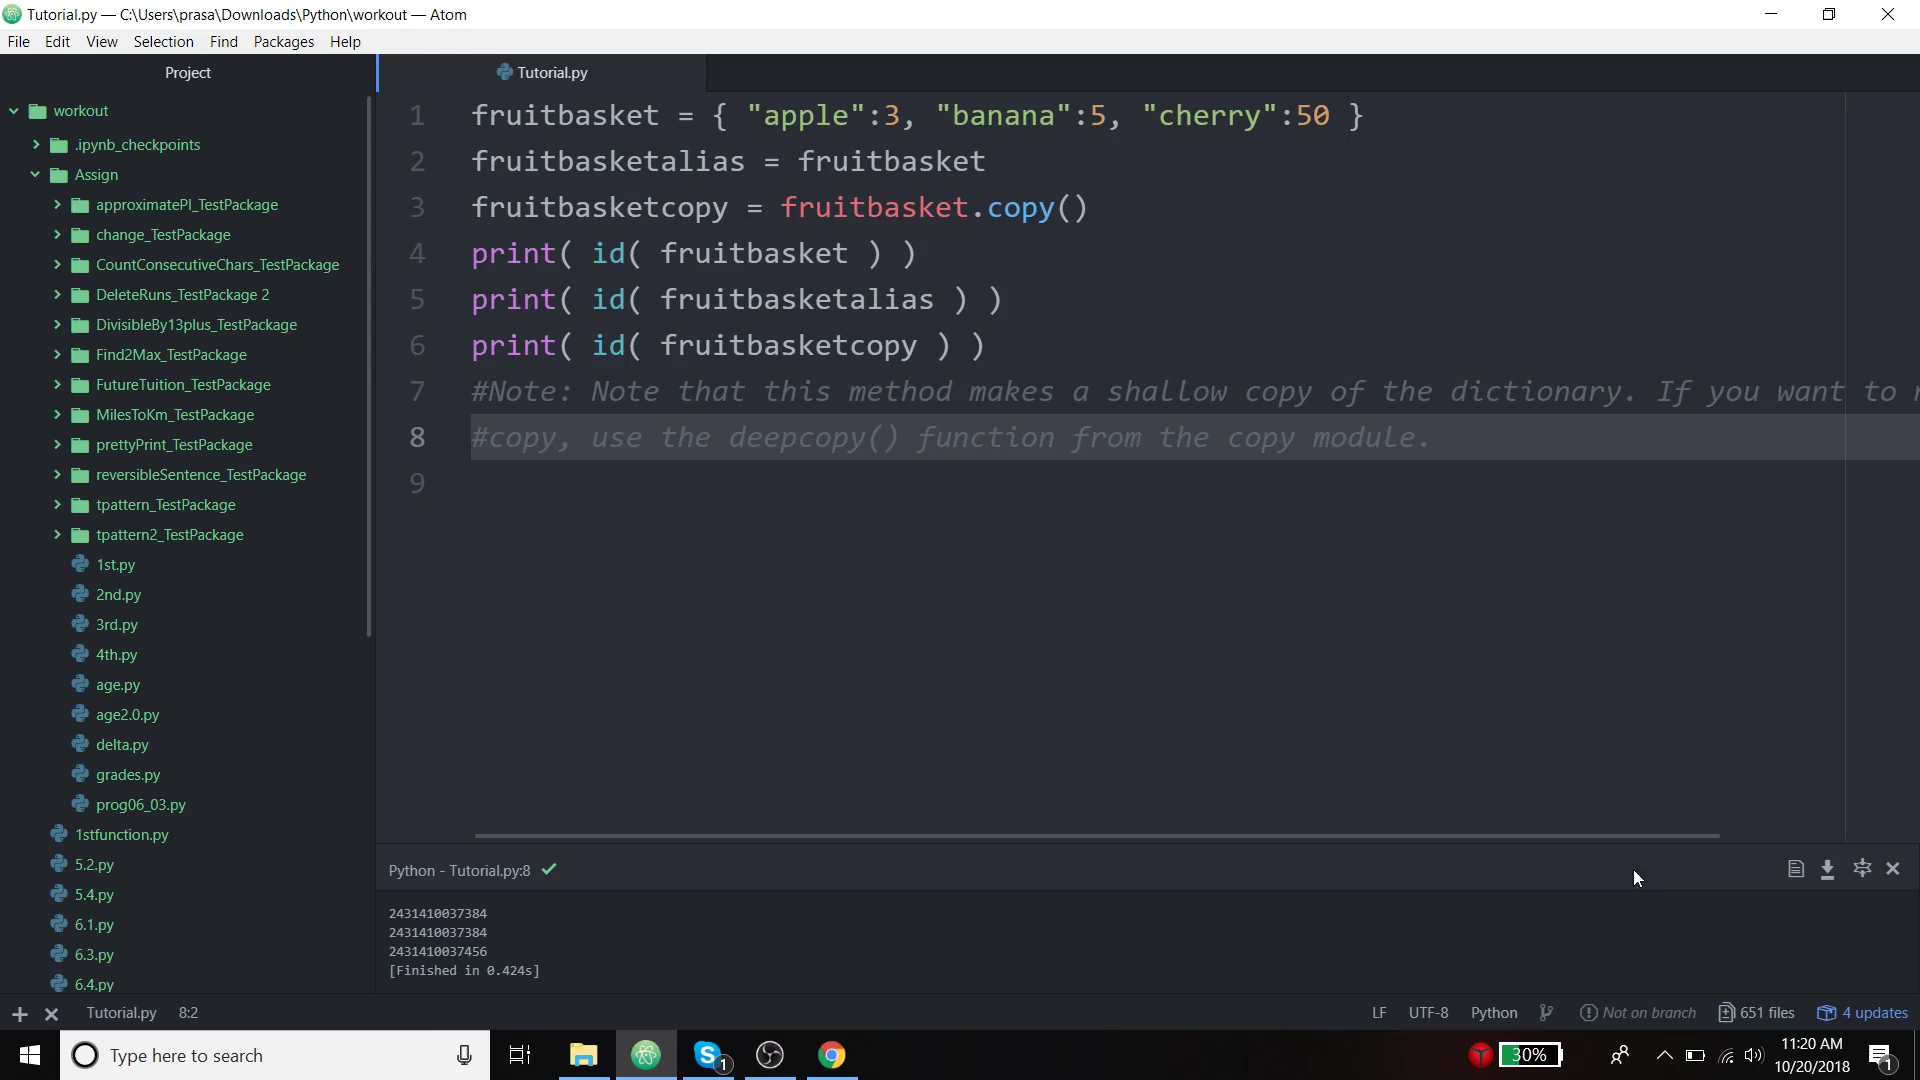 Tutorial.py — C:\Users\prasa\Downloads\Python\workout — Atom
File Edit View Selection Find Packages Help
Project
workout
.ipynb_checkpoints
Assign
approximatePI_TestPackage
change_TestPackage
CountConsecutiveChars_TestPackage
DeleteRuns_TestPackage 2
DivisibleBy13plus_TestPackage
Find2Max_TestPackage
FutureTuition_TestPackage
MilesToKm_TestPackage
prettyPrint_TestPackage
reversibleSentence_TestPackage
tpattern_TestPackage
tpattern2_TestPackage
1st.py
2nd.py
3rd.py
4th.py
age.py
age2.0.py
delta.py
grades.py
prog06_03.py
1stfunction.py
5.2.py
5.4.py
6.1.py
6.3.py
6.4.py
Tutorial.py
1 fruitbasket = { "apple":3, "banana":5, "cherry":50 }
2 fruitbasketalias = fruitbasket
3 fruitbasketcopy = fruitbasket.copy()
4 print( id( fruitbasket ) )
5 print( id( fruitbasketalias ) )
6 print( id( fruitbasketcopy ) )
7 #Note: Note that this method makes a shallow copy of the dictionary. If you want to
8 #copy, use the deepcopy() function from the copy module.
9
Python - Tutorial.py:8
2431410037384
2431410037384
2431410037456
[Finished in 0.424s]
Tutorial.py 8:2
LF UTF-8 Python Not on branch 651 files 4 updates
Type here to search
1
30%
11:20 AM
10/20/2018
1